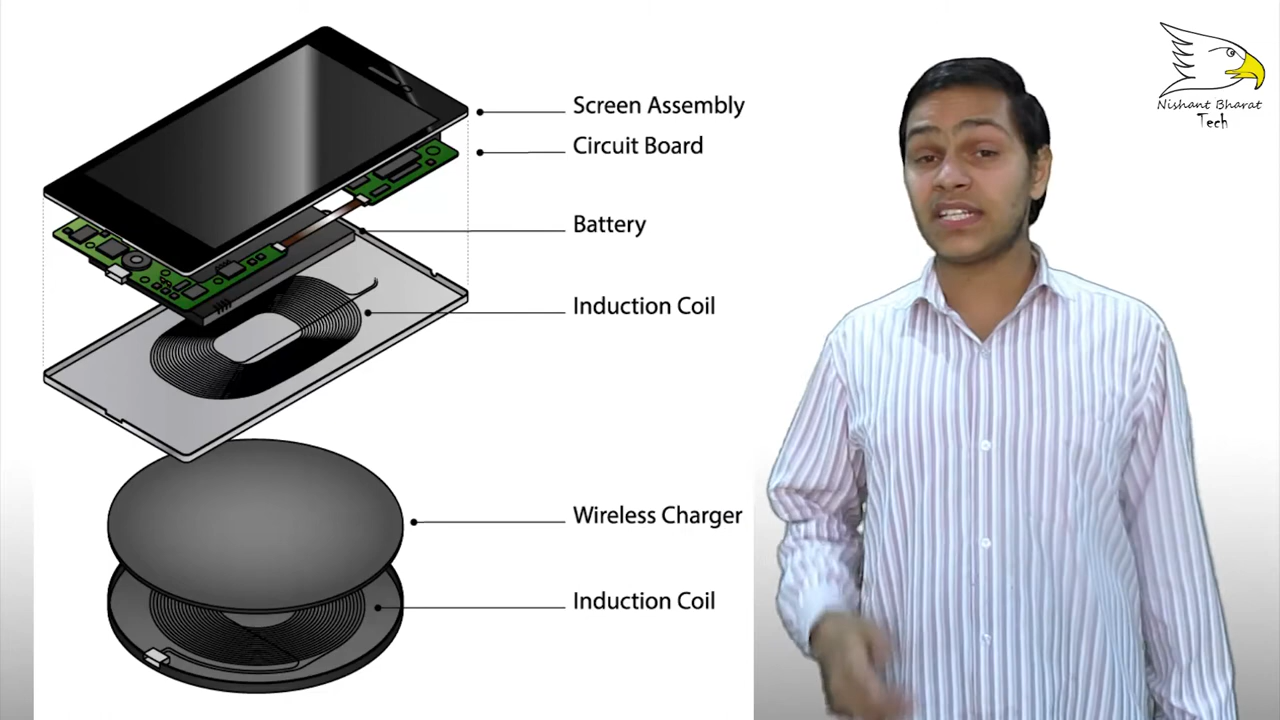 Screen Assembly
Circuit Board
Battery
Induction Coil
Wireless Charger
Induction Coil
Nishant Bharat
Tech